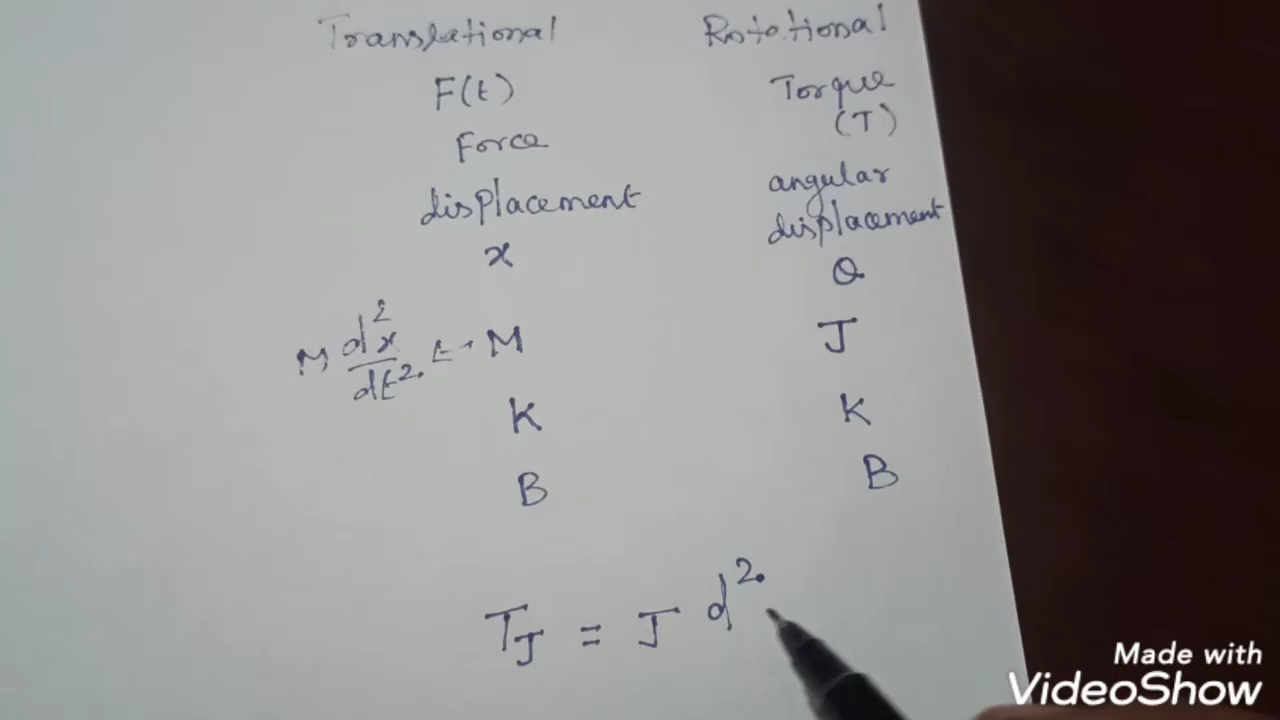 Translational Rotational
F(t) Torque
Force (T)
displacement angular
displacement
x θ
M d²x/dt² ← M J
K K
B B
T_J = J d²
Made with
VideoShow